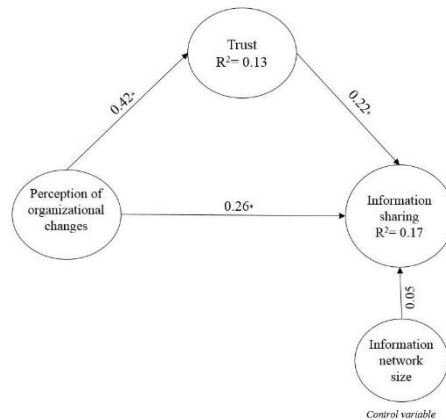 Trust
R²= 0.13
0.42*
0.22*
Perception of
organizational
changes
0.26*
Information
sharing
R²= 0.17
0.05
Information
network
size
Control variable